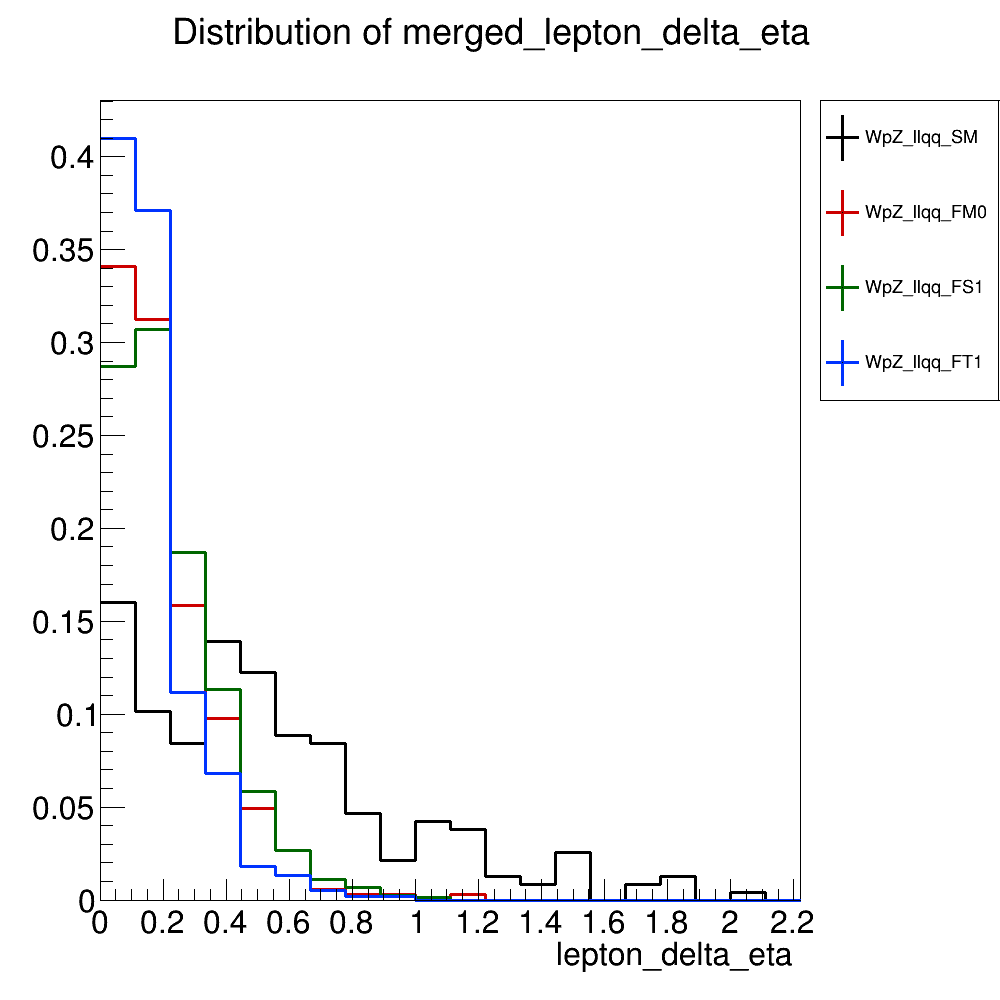 Distribution of merged_lepton_delta_eta
WpZ_llqq_SM
WpZ_llqq_FM0
WpZ_llqq_FS1
WpZ_llqq_FT1
0.4
0.35
0.3
0.25
0.2
0.15
0.1
0.05
0
0 0.2 0.4 0.6 0.8 1 1.2 1.4 1.6 1.8 2 2.2
lepton_delta_eta